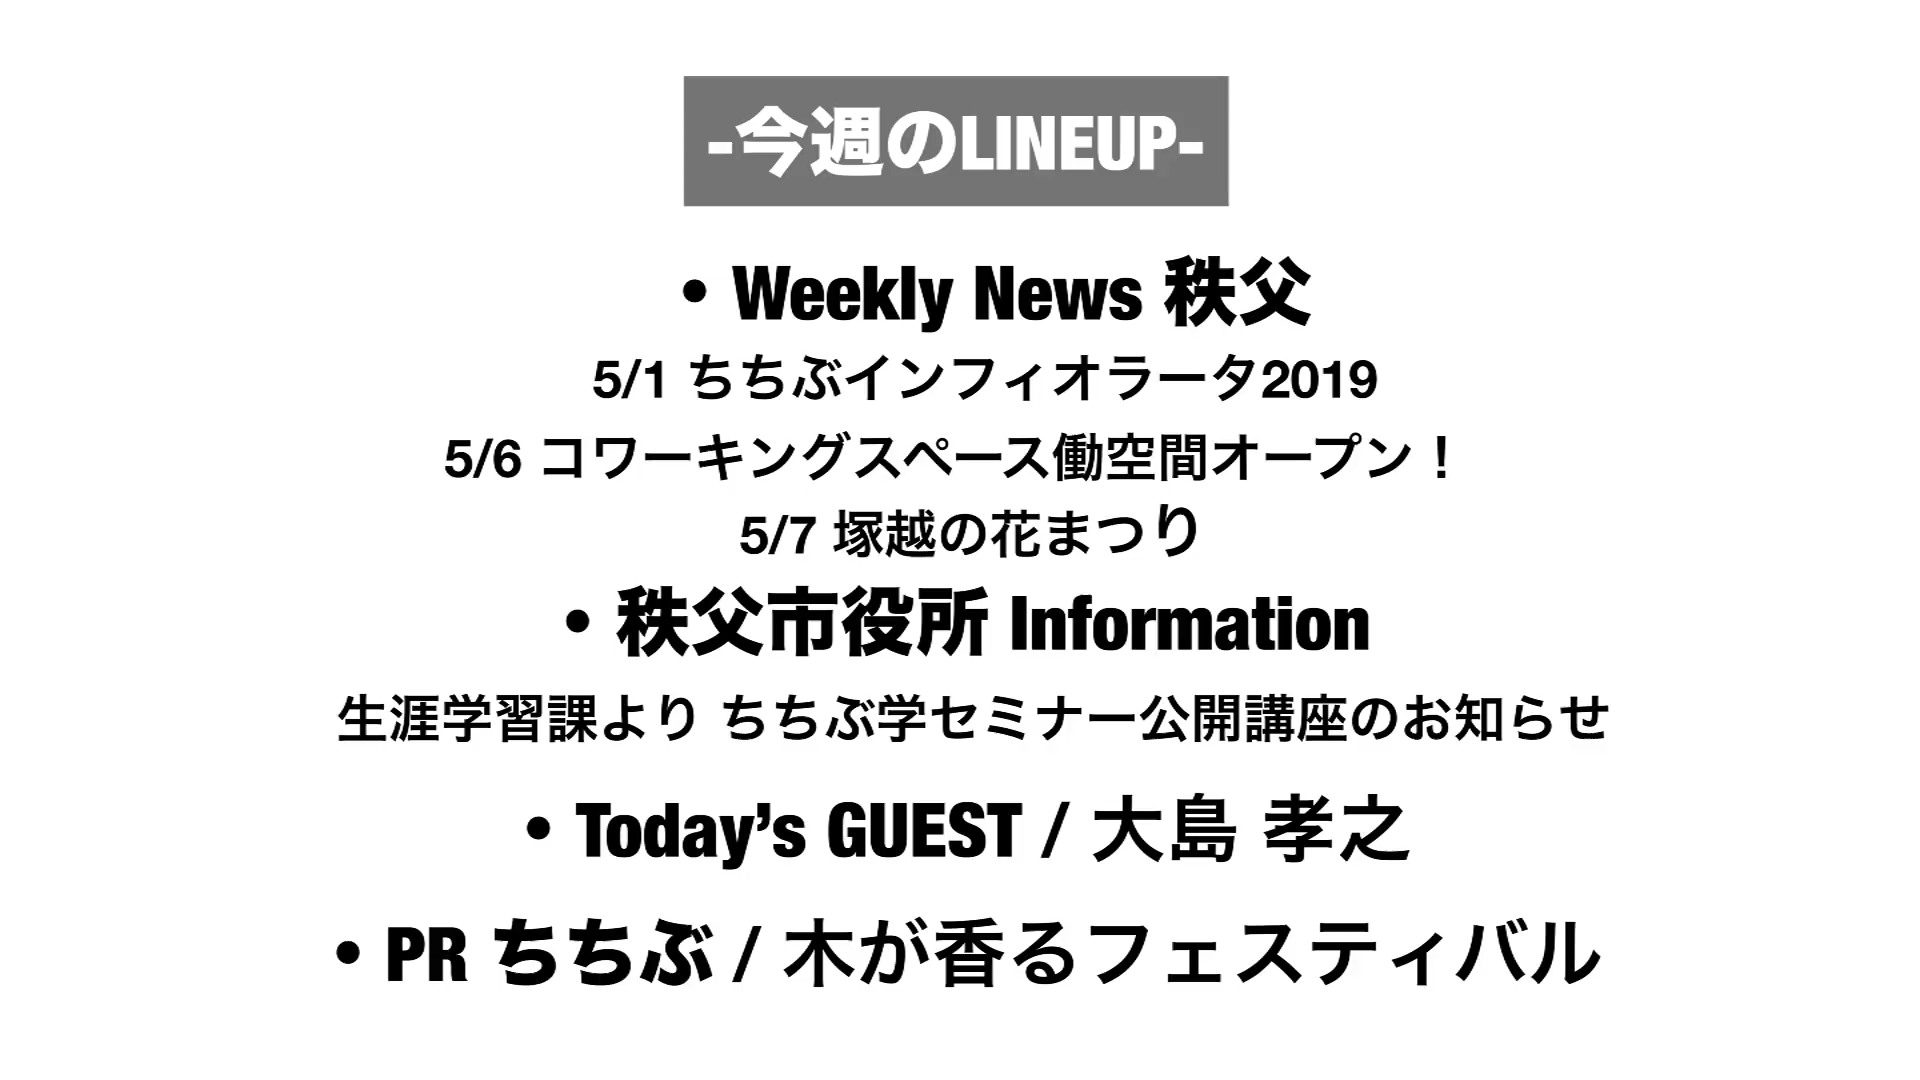 -今週のLINEUP-
• Weekly News 秩父
5/1 ちちぶインフィオラータ2019
5/6 コワーキングスペース働空間オープン！
5/7 塚越の花まつり
• 秩父市役所 Information
生涯学習課より ちちぶ学セミナー公開講座のお知らせ
• Today’s GUEST / 大島 孝之
• PR ちちぶ / 木が香るフェスティバル